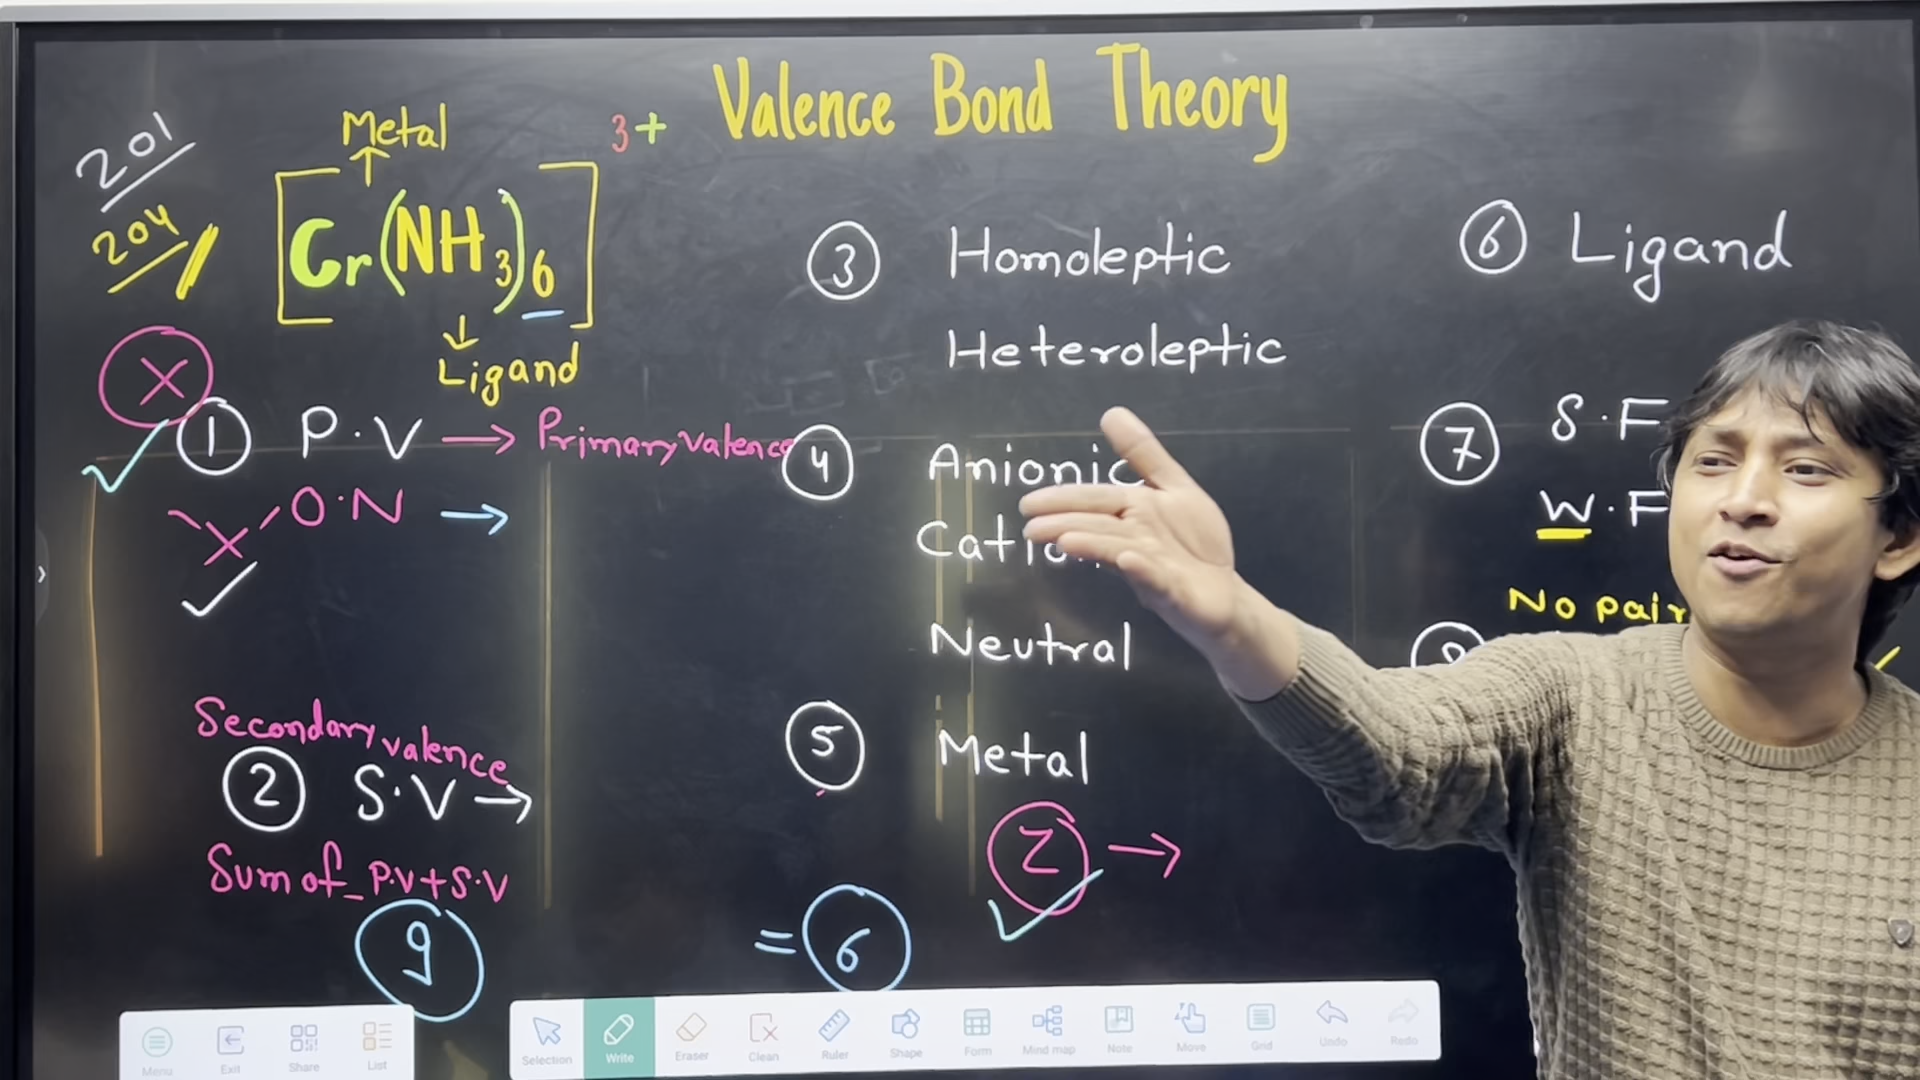 Valence Bond Theory
201
204
Metal
[Cr(NH3)6]3+
Ligand
X
1 P.V → Primary valence
X O.N →
Secondary valence
2 S.V →
Sum of P.V+S.V
9
3 Homoleptic
Heteroleptic
4 Anionic
Neutral
5 Metal
Z →
= 6
6 Ligand
7 S.F
W.F
No pair
Menu
Exit
Share
List
Selection
Write
Eraser
Clean
Ruler
Shape
Form
Mind map
Note
Move
Grid
Undo
Redo